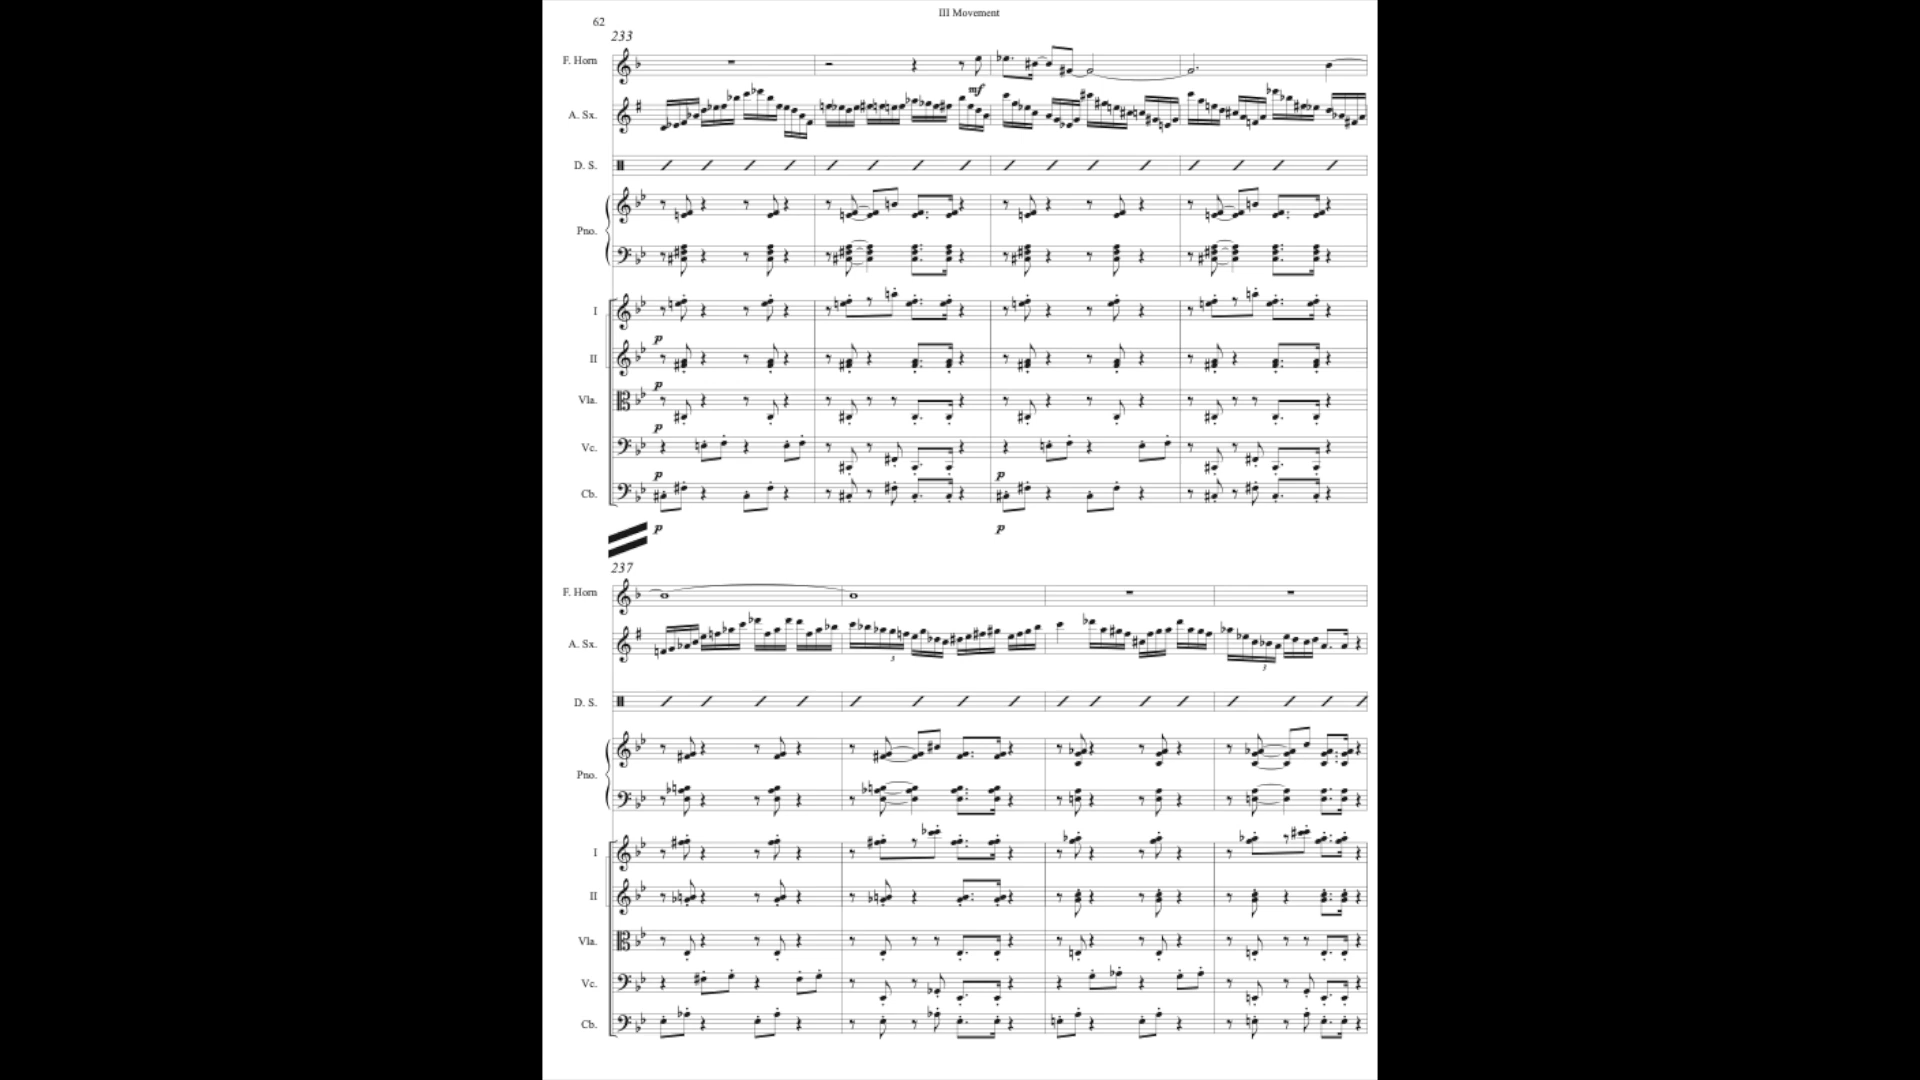 III Movement
62
233
F. Horn
mf
A. Sx.
D. S.
Pno.
I
p
II
p
Vla.
p
Vc.
p p
Cb.
p p
237
F. Horn
A. Sx.
3 3
D. S.
Pno.
I
II
Vla.
Vc.
Cb.